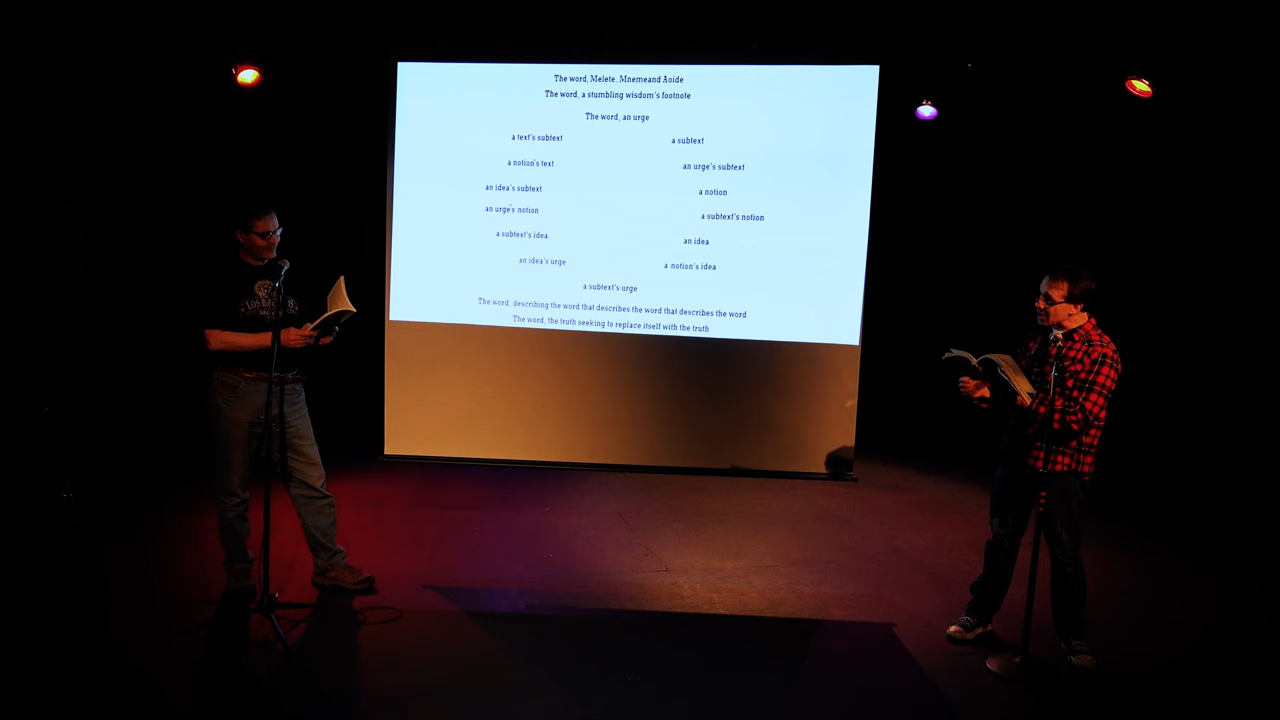 The word, Melete, Mnemeand Aoide
The word, a stumbling wisdom's footnote
The word, an urge
a text's subtext
a subtext
a notion's text
an urge's subtext
an idea's subtext
a notion
an urge's notion
a subtext's notion
a subtext's idea
an idea
an idea's urge
a notion's idea
a subtext's urge
The word, describing the word that describes the word that describes the word
The word, the truth seeking to replace itself with the truth